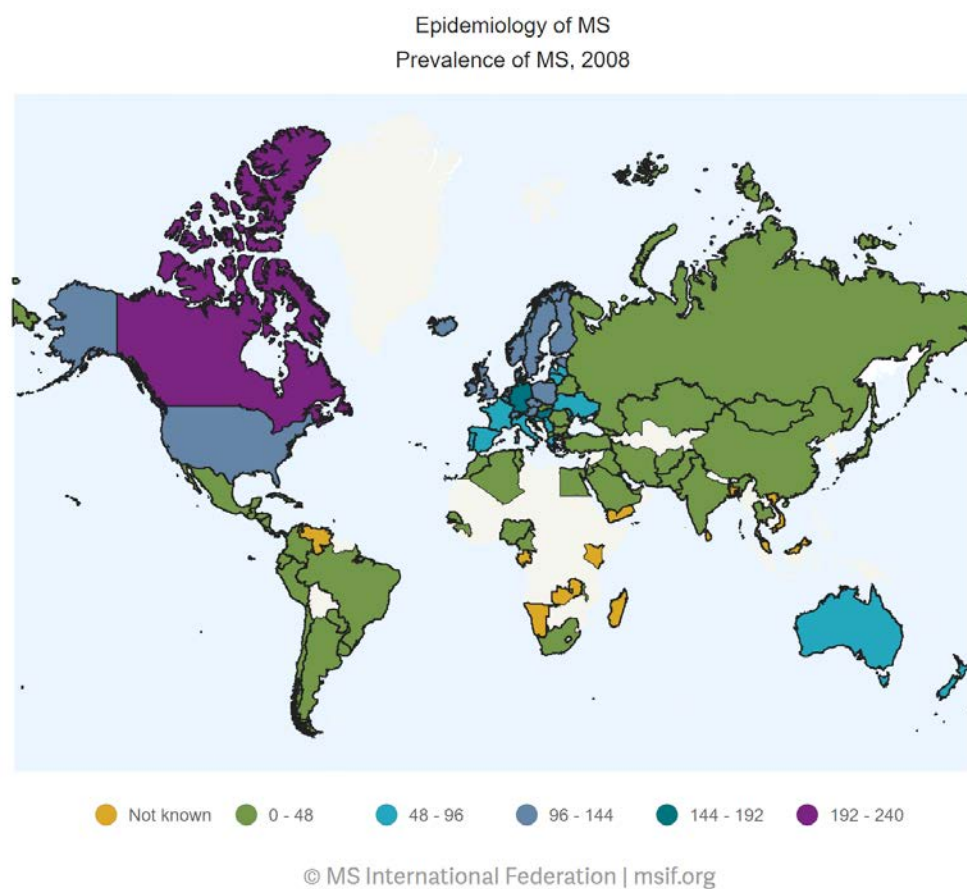 Epidemiology of MS
Prevalence of MS, 2008
Not known 0 - 48 48 - 96 96 - 144 144 - 192 192 - 240
© MS International Federation | msif.org